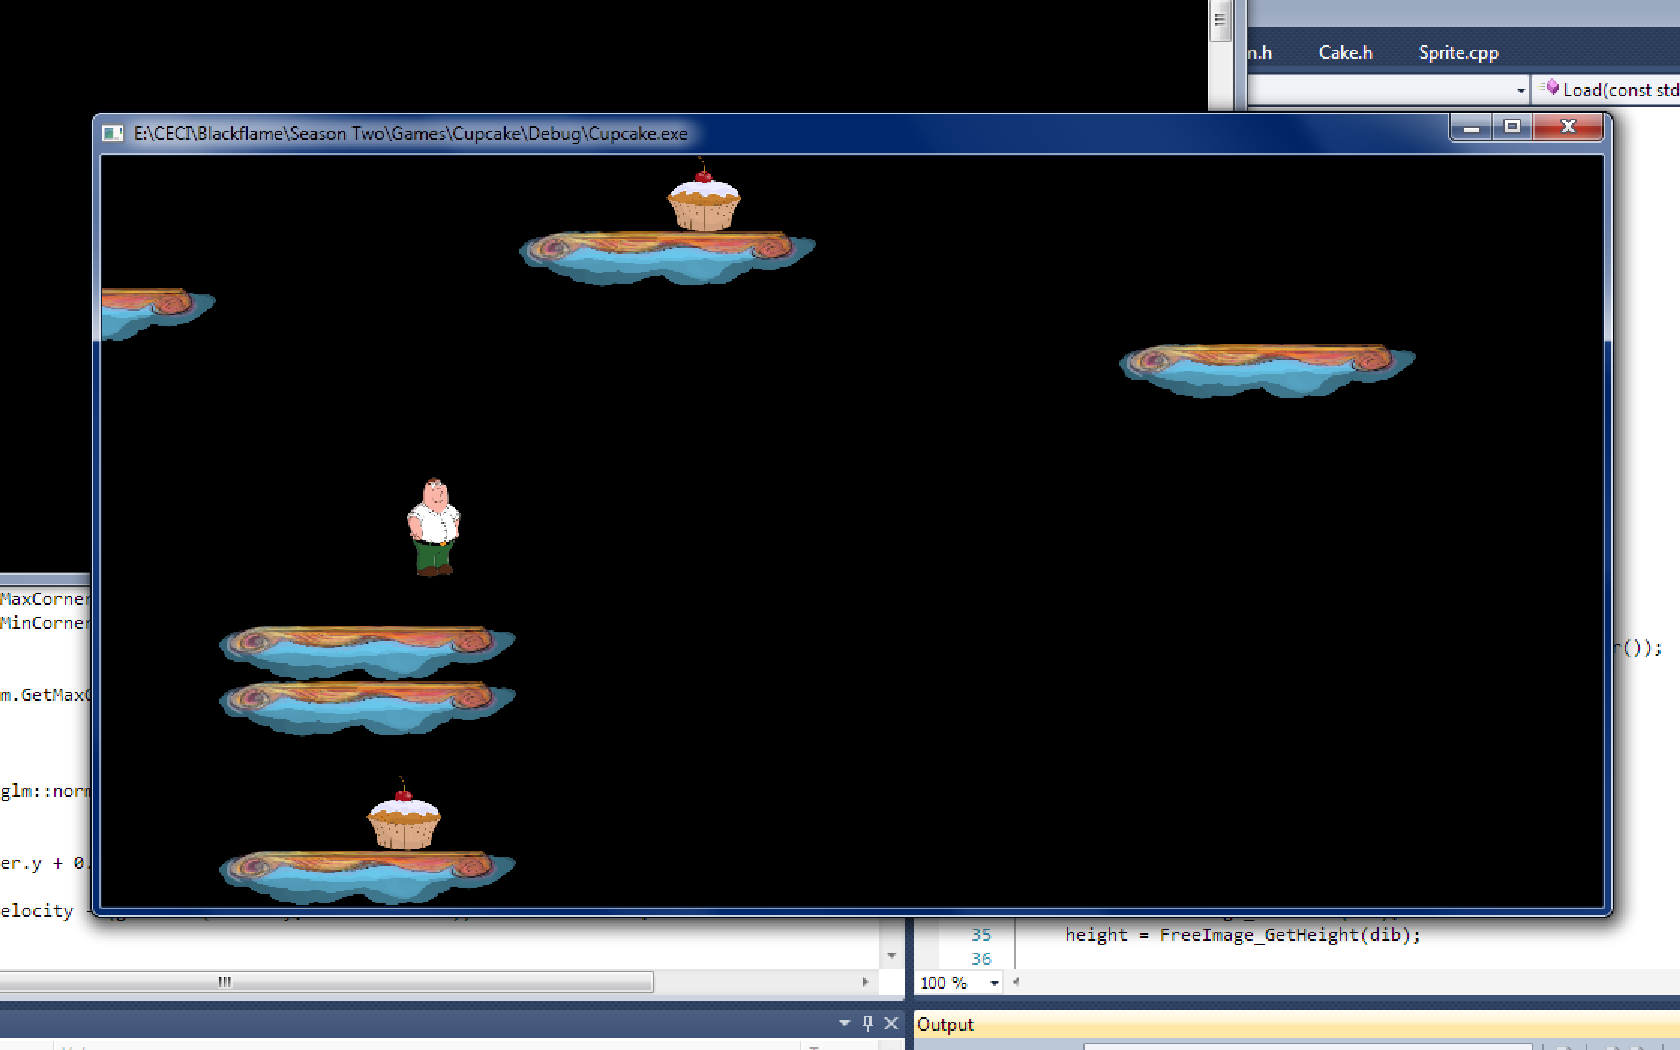 n.h Cake.h Sprite.cpp
Load(const std
E:\CECI\Blackflame\Season Two\Games\Cupcake\Debug\Cupcake.exe
MaxCorner
MinCorner
r());
m.GetMaxC
glm::norm
er.y + 0.
elocity
35 height = FreeImage_GetHeight(dib);
36
100 %
Output